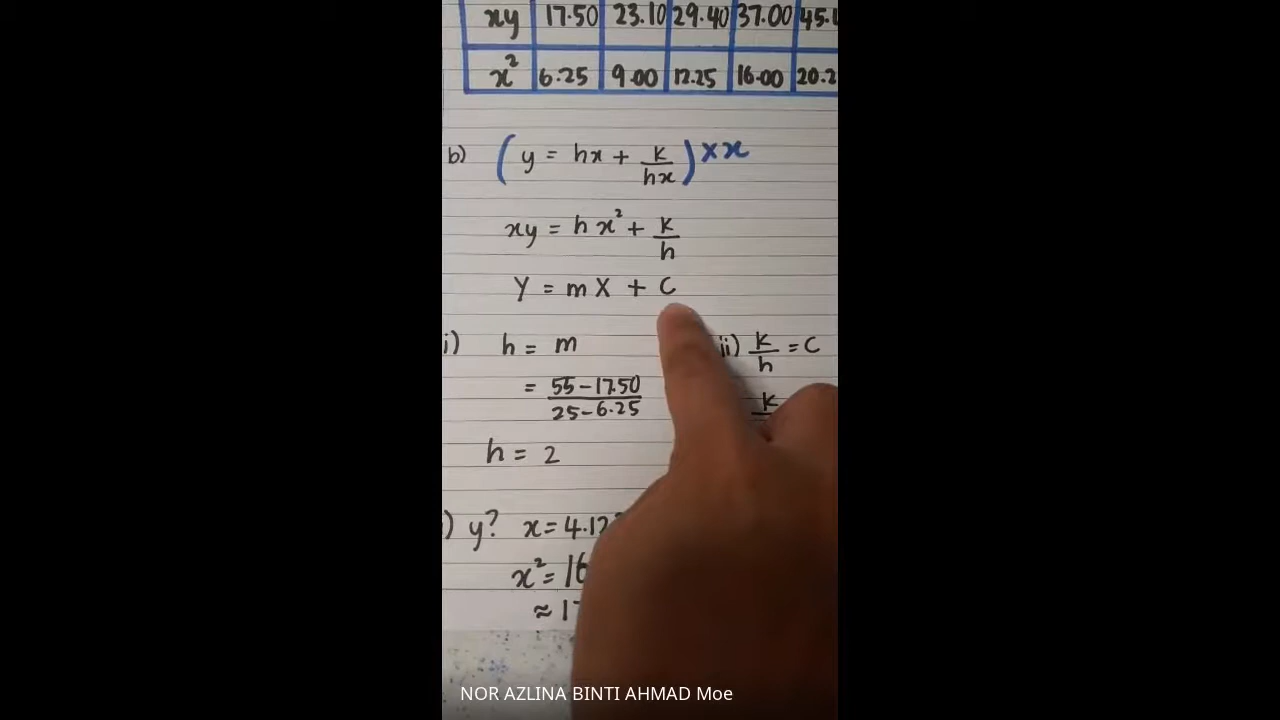 xy 17.50 23.10 29.40 37.00
x² 6.25 9.00 12.25 16.00
b) (y = hx + k/hx) × x
xy = hx² + k/h
Y = mX + C
i) h = m
ii) k/h = C
= 55-17.50/25-6.25
k
h = 2
) y? x = 4.12
x² = 16
≈ 17
NOR AZLINA BINTI AHMAD Moe